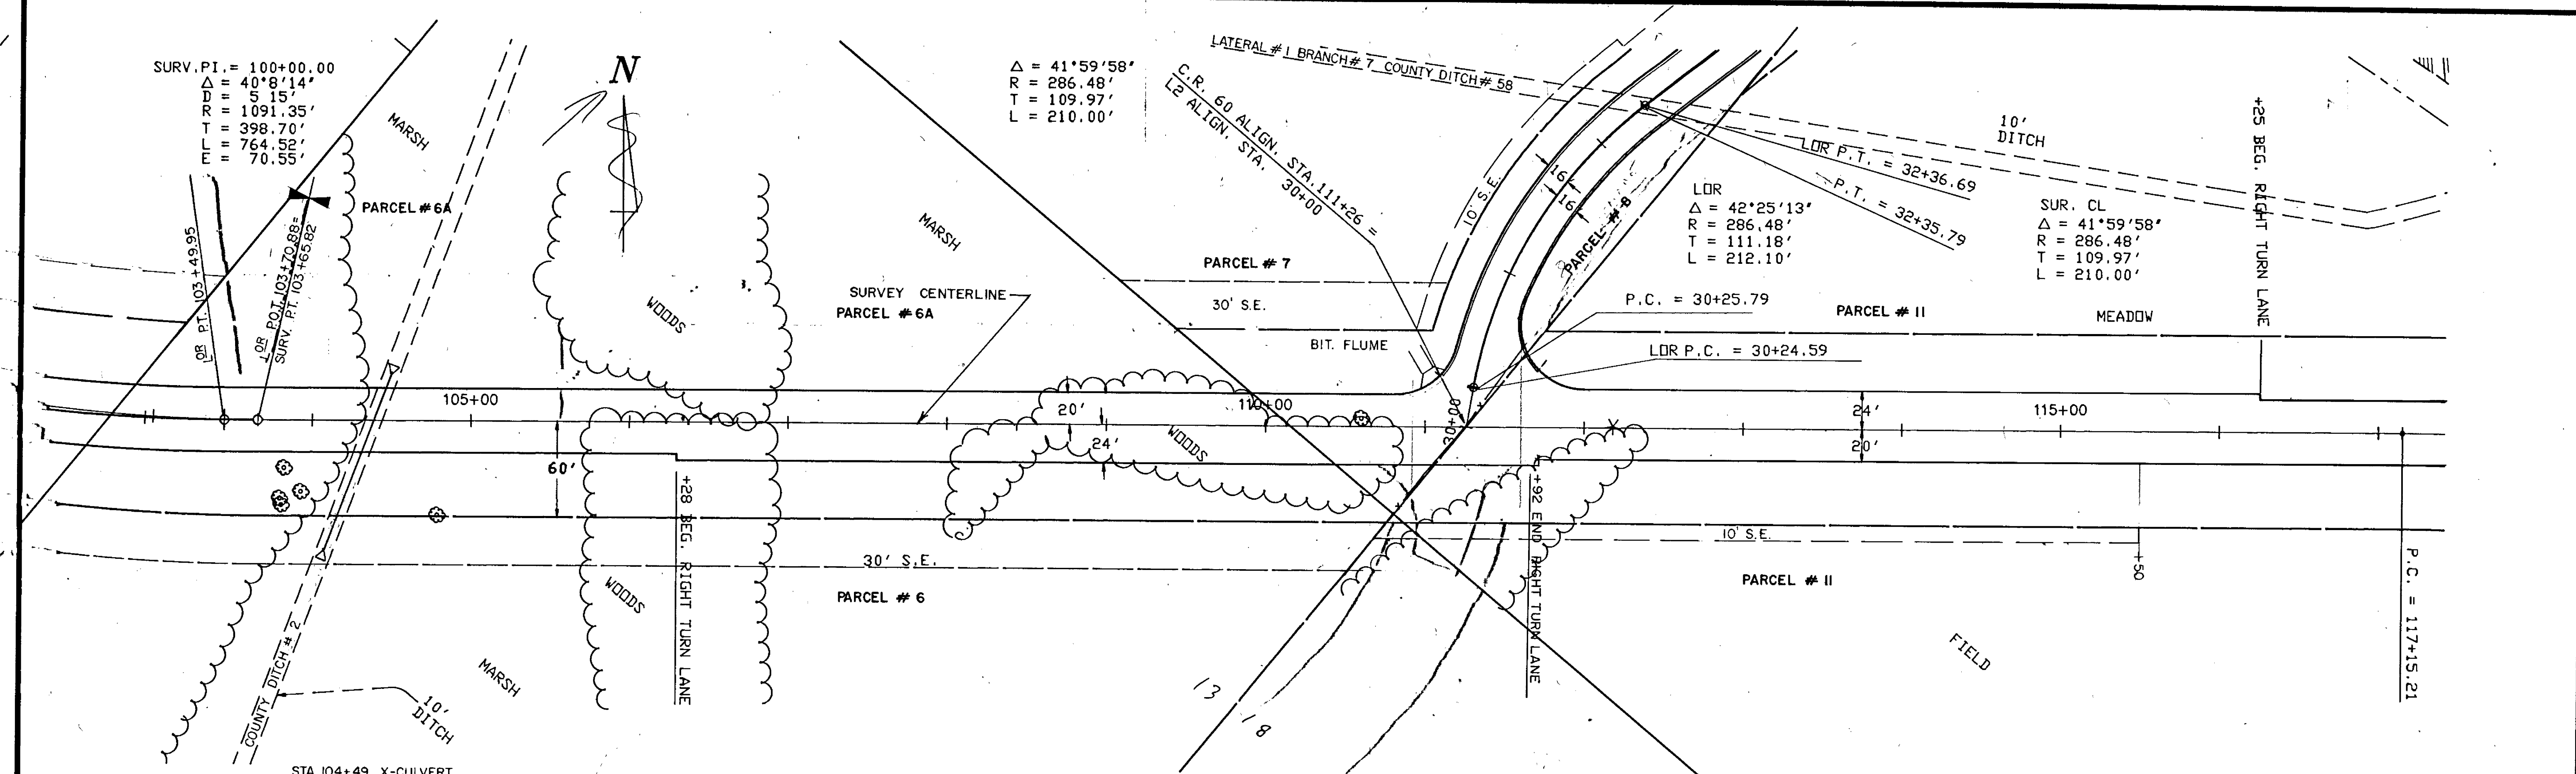 SURV.PI.= 100+00.00
Δ = 40°8'14"
D = 5 15'
R = 1091.35'
T = 398.70'
L = 764.52'
E = 70.55'
MARSH
PARCEL #6A
LOR P.T. 103+49.95
LOR P.O.T. 103+70.88=
SURV. P.T. 103+65.82
N
Δ = 41°59'58"
R = 286.48'
T = 109.97'
L = 210.00'
LATERAL #1 BRANCH# 7 COUNTY DITCH# 58
C.R. 60 ALIGN. STA.111+26 =
L2 ALIGN. STA. 30+00
10' S.E.
16'
16'
PARCEL # 8
LOR P.T. = 32+36.69
P.T. = 32+35.79
10'
DITCH
LOR
Δ = 42°25'13"
R = 286.48'
T = 111.18'
L = 212.10'
SUR. CL
Δ = 41°59'58"
R = 286.48'
T = 109.97'
L = 210.00'
+25 BEG. RIGHT TURN LANE
MARSH
PARCEL # 7
30' S.E.
SURVEY CENTERLINE
PARCEL #6A
WOODS
BIT. FLUME
P.C. = 30+25.79
LOR P.C. = 30+24.59
PARCEL # 11
MEADOW
105+00
20'
110+00
30+00
24'
115+00
24'
WOODS
20'
60'
+28 BEG. RIGHT TURN LANE
+92 END RIGHT TURN LANE
10' S.E.
+50
P.C. = 117+15.21
30' S.E.
WOODS
PARCEL # 6
PARCEL # 11
FIELD
COUNTY DITCH # 2
MARSH
10'
DITCH
13
18
STA.104+49 X-CULVERT